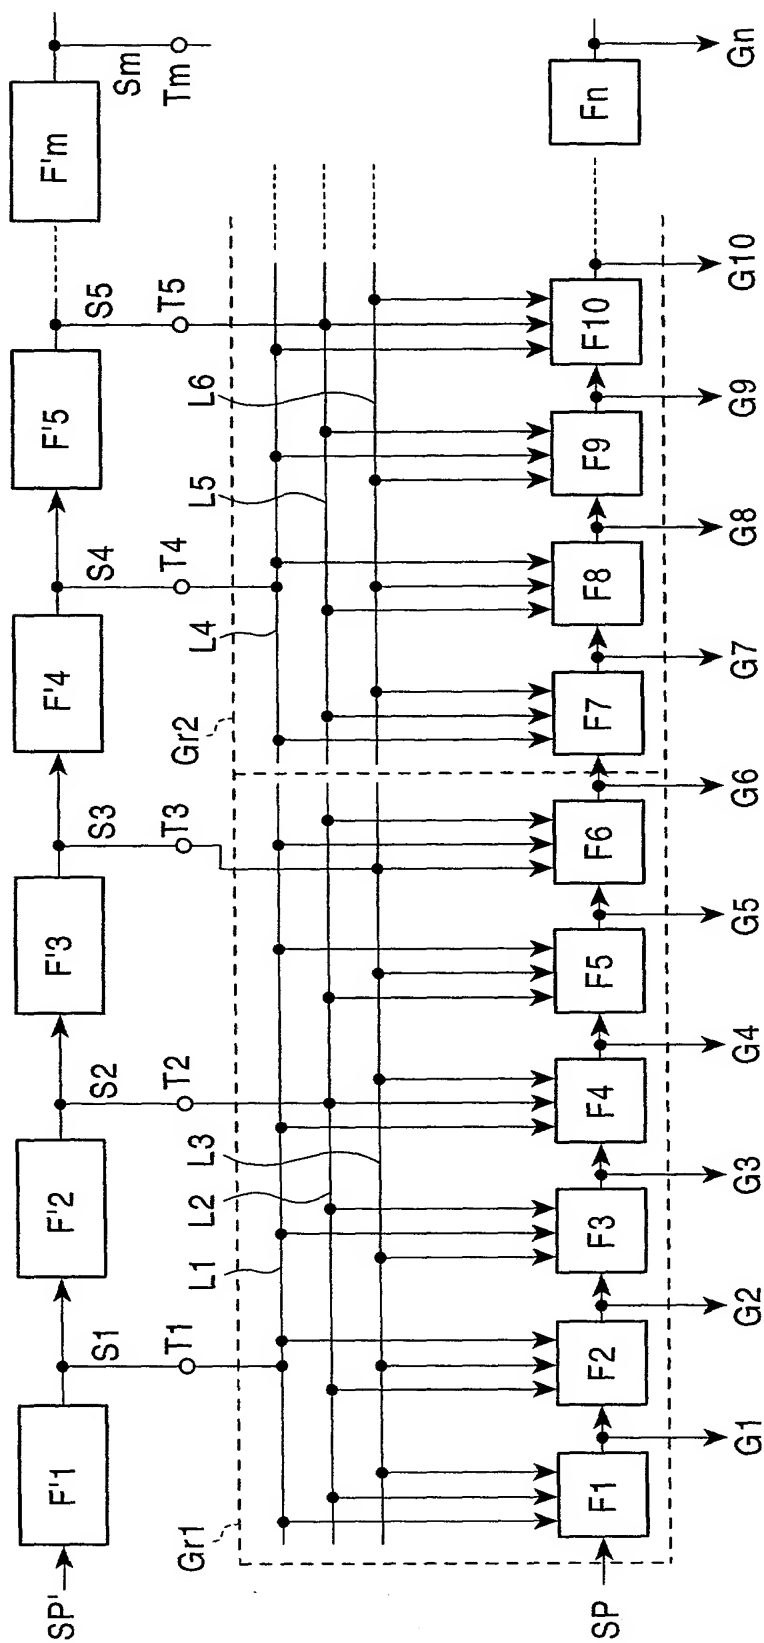 SP' F'1 F'2 F'3 F'4 F'5 F'm
S1 S2 S3 S4 S5 Sm
T1 T2 T3 T4 T5 Tm
Gr1 L1 L2 L3 Gr2 L4 L5 L6
SP F1 F2 F3 F4 F5 F6 F7 F8 F9 F10 Fn
G1 G2 G3 G4 G5 G6 G7 G8 G9 G10 Gn